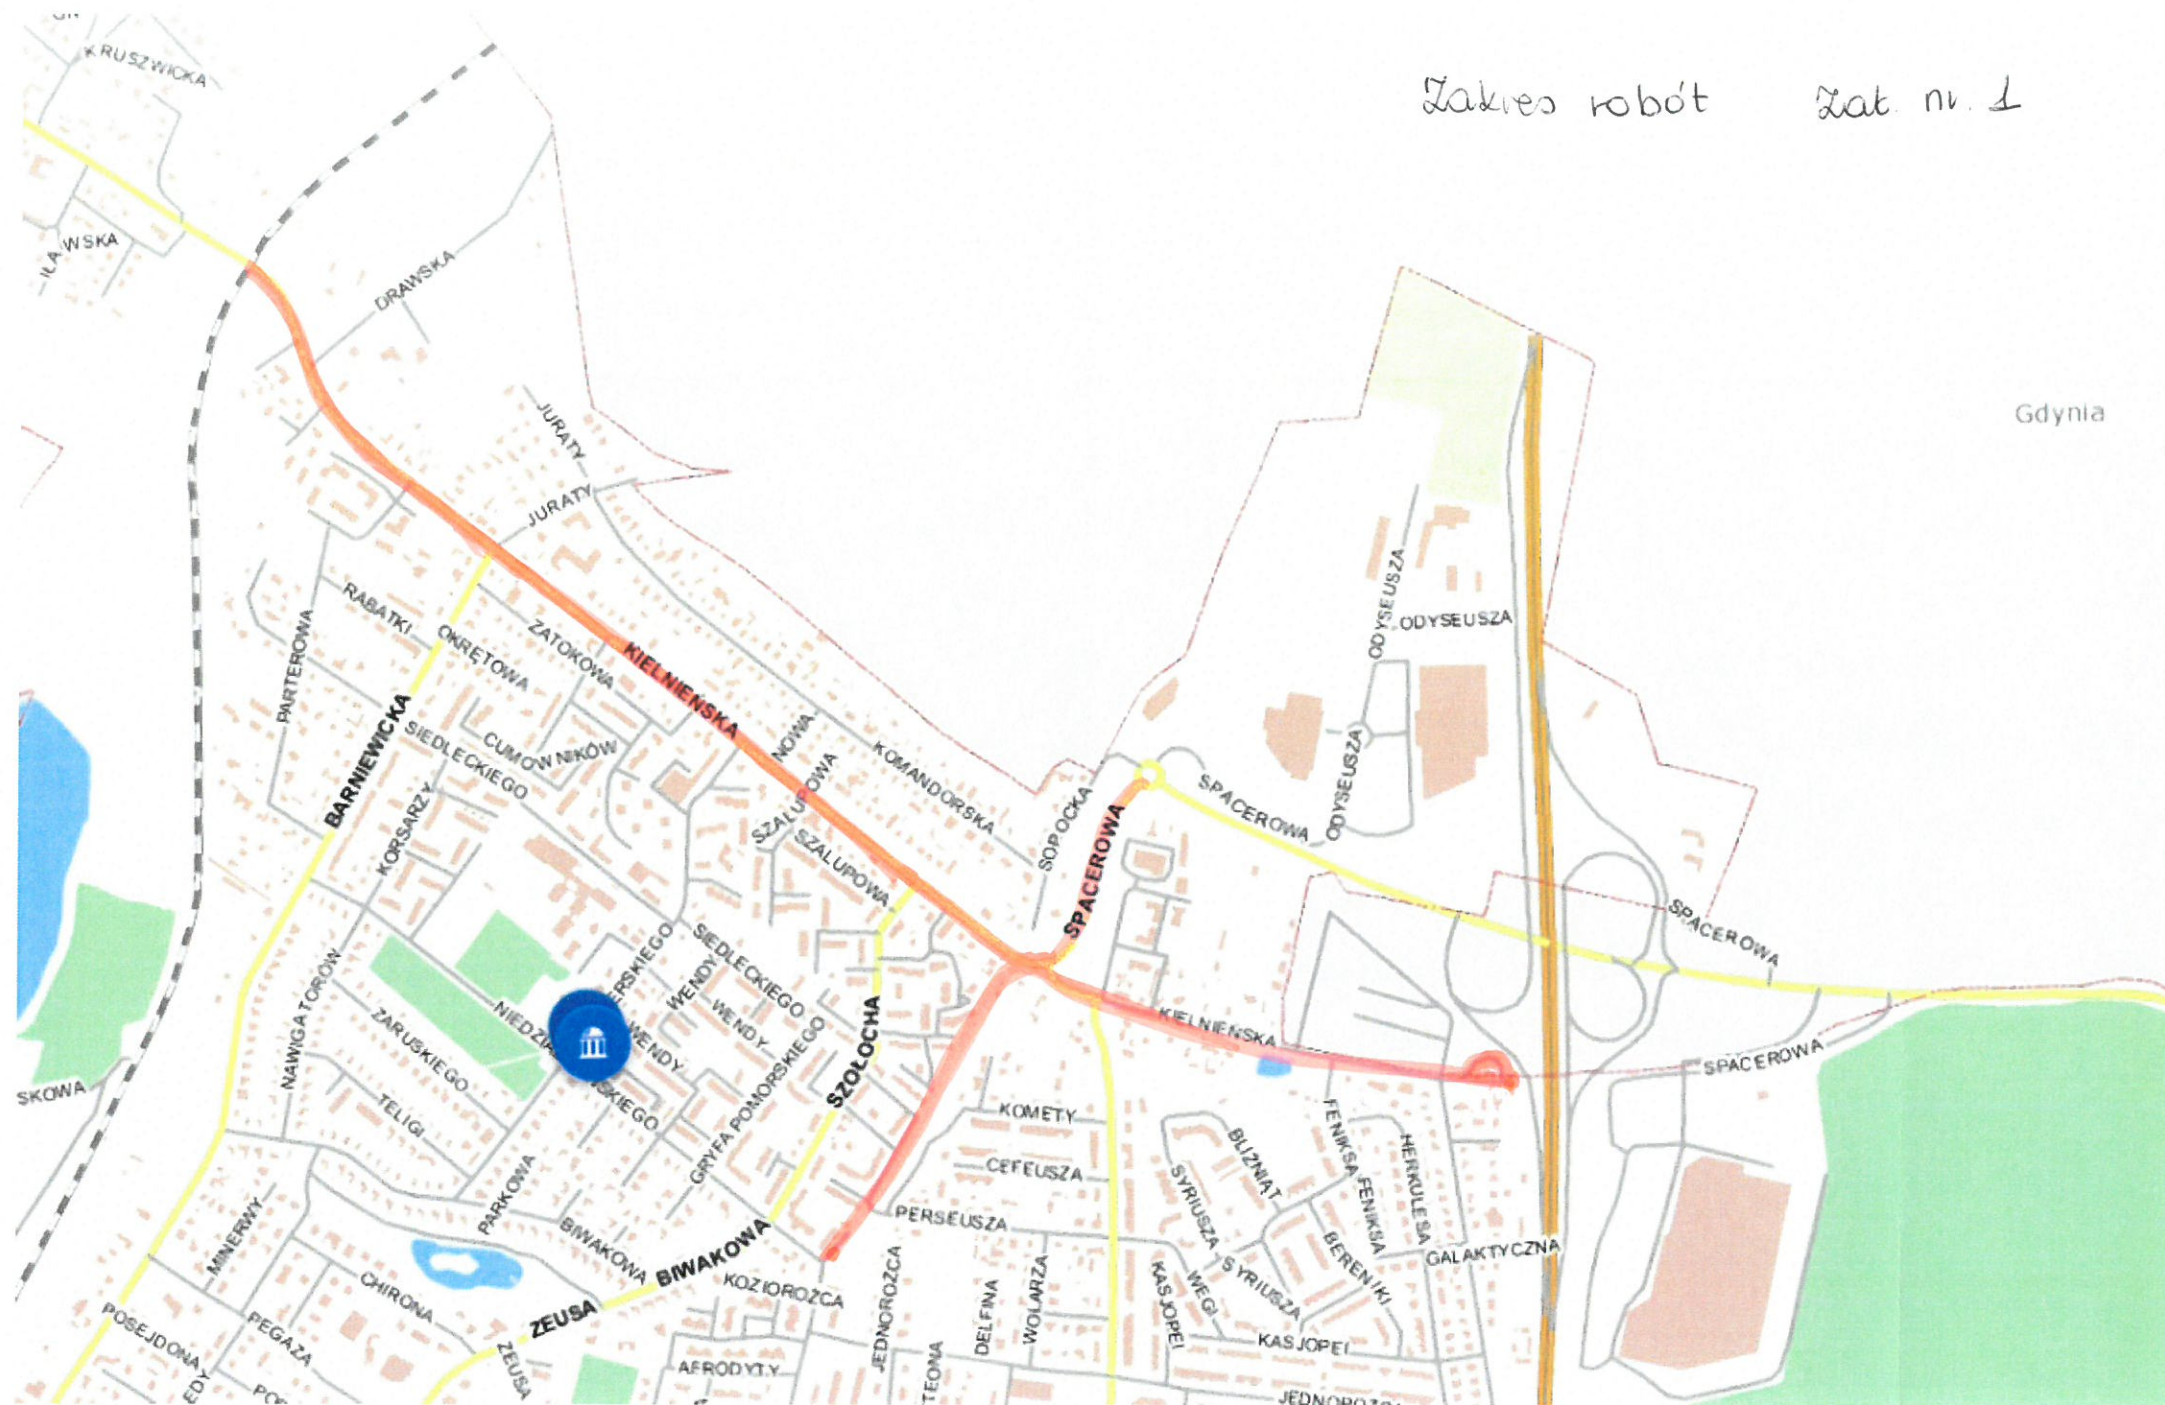 Zakres robót Zał. nr. 1
KRUSZWICKA
IŁAWSKA
DRAWSKA
Gdynia
JURATY
JURATY
ODYSEUSZA
ODYSEUSZA
ODYSEUSZA
RABATKI
PARTEROWA
OKRĘTOWA
ZATOKOWA
KIELNIEŃSKA
BARNIEWICKA
SIEDLECKIEGO
CUMOWNIKÓW
KORSARZY
NOWA
SZALUPOWA
SZALUPOWA
KOMANDORSKA
SOPOCKA
SPACEROWA
SPACEROWA
SPACEROWA
SIEDLECKIEGO
WENDY
WENDY
WENDY
NAWIGATORÓW
ZARUSKIEGO
TELIGI
GRYFA POMORSKIEGO
SZOŁOCHA
KIELNIEŃSKA
SPACEROWA
SKOWA
KOMETY
CEFEUSZA
PERSEUSZA
BLIŹNIĄT
SYRIUSZA
FENIKSA
FENIKSA
HERKULESA
BERENIKI
GALAKTYCZNA
PARKOWA
BIWAKOWA
BIWAKOWA
ZEUSA
ZEUSA
MINERWY
CHIRONA
PEGAZA
POSEJDONA
KOZIOROŻCA
JEDNOROŻCA
DELFINA
WOLARZA
KASJOPEI
WEGI
SYRIUSZA
KASJOPEI
AFRODYTY
TEONA